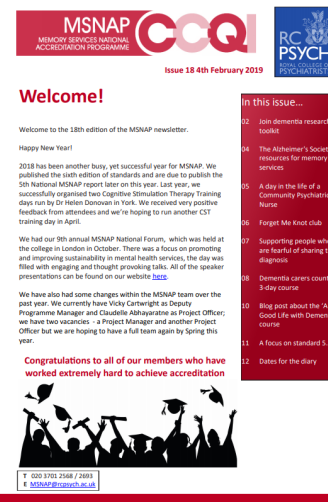 MSNAP
MEMORY SERVICES NATIONAL
ACCREDITATION PROGRAMME
CCQI
RC
PSYCH
ROYAL COLLEGE O
PSYCHIATRIST
Issue 18 4th February 2019
Welcome!
Welcome to the 18th edition of the MSNAP newsletter.
Happy New Year!
2018 has been another busy, yet successful year for MSNAP. We
published the sixth edition of standards and are due to publish the
5th National MSNAP report later on this year. Last year, we
successfully organised two Cognitive Stimulation Therapy Training
days run by Dr Helen Donovan in York. We received very positive
feedback from attendees and we're hoping to run another CST
training day in April.
We had our 9th annual MSNAP National Forum, which was held at
the college in London in October. There was a focus on promoting
and improving sustainability in mental health services, the day was
filled with engaging and thought provoking talks. All of the speaker
presentations can be found on our website here.
We have also had some changes within the MSNAP team over the
past year. We currently have Vicky Cartwright as Deputy
Programme Manager and Claudelle Abhayaratne as Project Officer;
we have two vacancies - a Project Manager and another Project
Officer but we are hoping to have a full team again by Spring this
year.
Congratulations to all of our members who have
worked extremely hard to achieve accreditation
T 020 3701 2568 / 2693
E MSNAP@rcpsych.ac.uk
In this issue...
02 Join dementia research
toolkit
04 The Alzheimer's Societ
resources for memory
services
05 A day in the life of a
Community Psychiatric
Nurse
06 Forget Me Knot club
07 Supporting people who
are fearful of sharing t
diagnosis
08 Dementia carers count
3-day course
10 Blog post about the 'A
Good Life with Demen
course
11 A focus on standard 5.
12 Dates for the diary